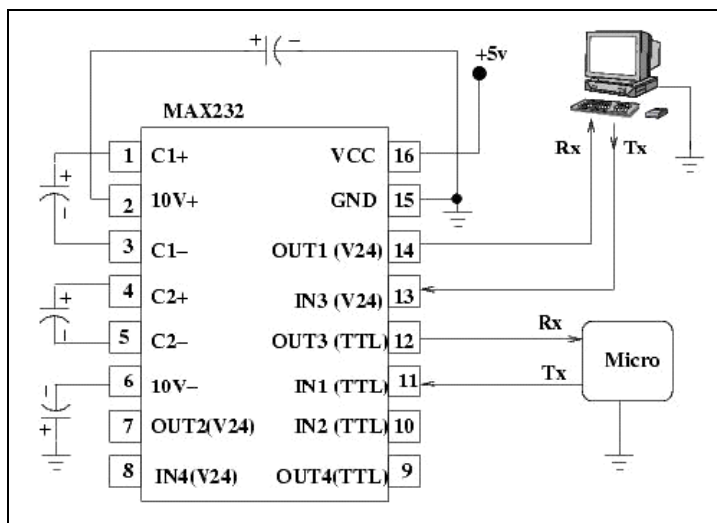 + −
+5v
MAX232
1 C1+ VCC 16
+
−
2 10V+ GND 15
Rx Tx
3 C1− OUT1 (V24) 14
4 C2+ IN3 (V24) 13
+
−
5 C2− OUT3 (TTL) 12
Rx
Micro
6 10V− IN1 (TTL) 11
Tx
−
+
7 OUT2(V24) IN2 (TTL) 10
8 IN4(V24) OUT4(TTL) 9